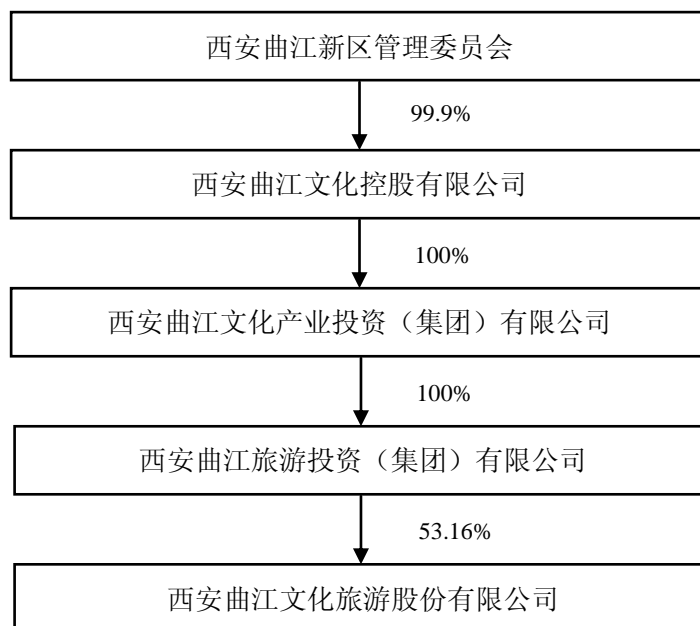 西安曲江新区管理委员会
99.9%
西安曲江文化控股有限公司
100%
西安曲江文化产业投资（集团）有限公司
100%
西安曲江旅游投资（集团）有限公司
53.16%
西安曲江文化旅游股份有限公司